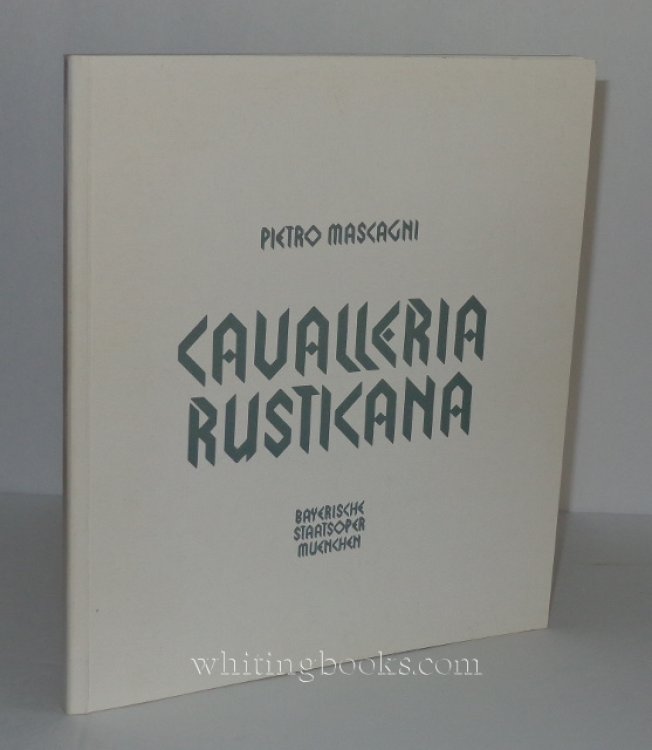 PIETRO MASCAGNI
CAVALLERIA
RUSTICANA
BAYERISCHE
STAATSOPER
MUENCHEN
whitingbooks.com